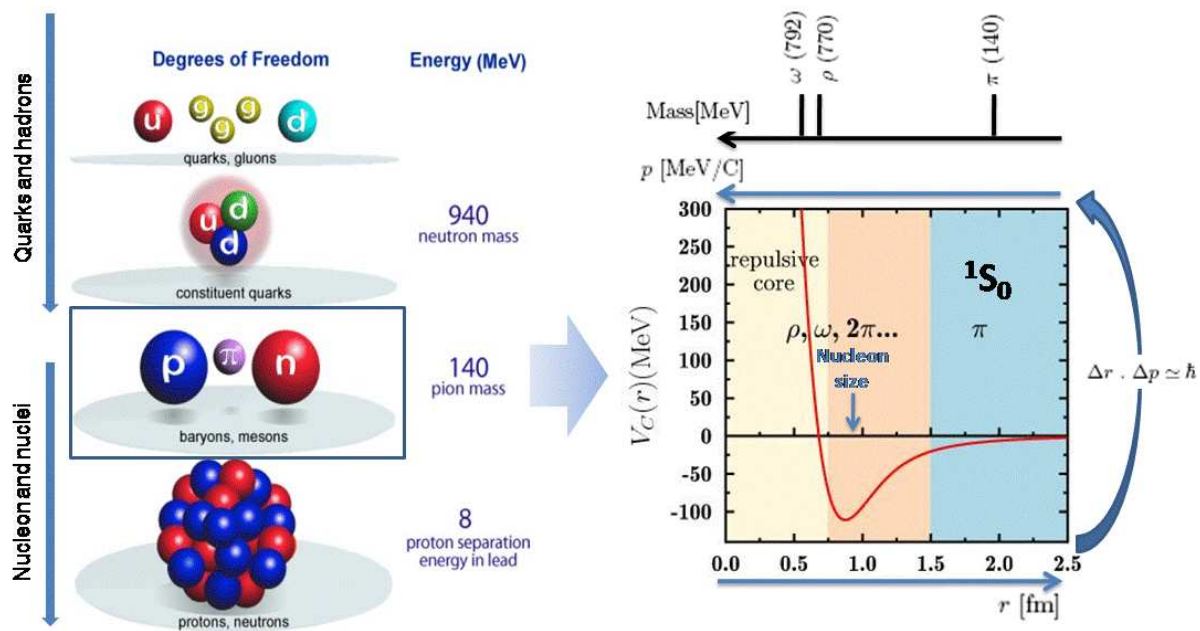 Quarks and hadrons
Nucleon and nuclei
Degrees of Freedom
Energy (MeV)
u
g
g
g
d
quarks, gluons
u
d
d
constituent quarks
940
neutron mass
p
π
n
baryons, mesons
140
pion mass
8
proton separation
energy in lead
protons, neutrons
ω (792)
ρ (770)
π (140)
Mass[MeV]
p [MeV/C]
300
250
200
150
100
50
0
-50
-100
V_C(r)(MeV)
repulsive
core
ρ, ω, 2π...
Nucleon
size
¹S₀
π
0.0
0.5
1.0
1.5
2.0
2.5
r [fm]
Δr . Δp ≃ ħ